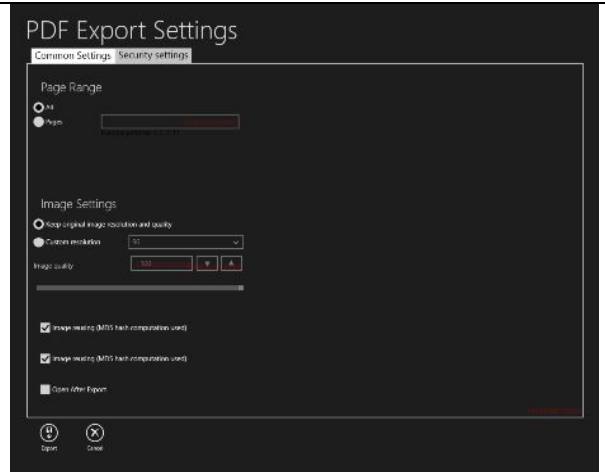 PDF Export Settings
Common Settings Security settings
Page Range
All
Pages
Image Settings
Keep original image resolution and quality
Custom resolution 96
Image quality 100
Image reusing (MD5 hash computation used)
Image reusing (MD5 hash computation used)
Open After Export
Export Cancel